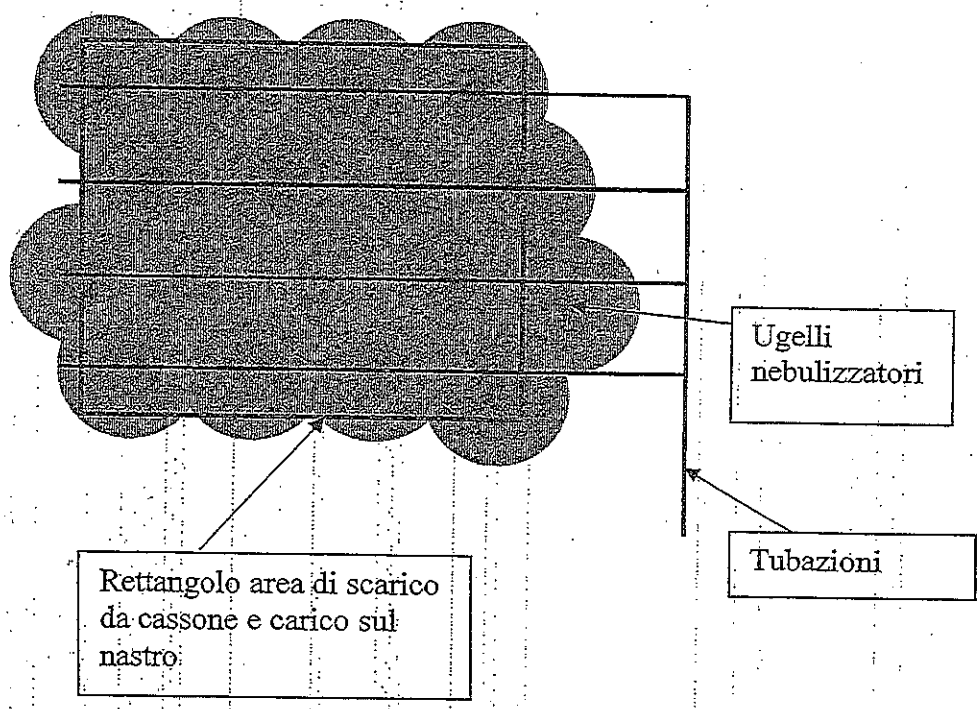 Ugelli
nebulizzatori
Tubazioni
Rettangolo area di scarico
da cassone e carico sul
nastro